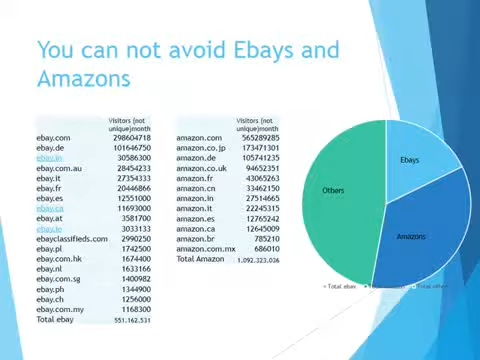 You can not avoid Ebays and
Amazons
Visitors (not
unique)month
ebay.com 298604718
ebay.de 101646750
ebay.in 30586300
ebay.com.au 28454233
ebay.it 27354333
ebay.fr 20446866
ebay.es 12551000
ebay.ca 11693000
ebay.at 3581700
ebay.ie 3033133
ebayclassifieds.com 2990250
ebay.pl 1742500
ebay.com.hk 1674400
ebay.nl 1633166
ebay.com.sg 1400982
ebay.ph 1344900
ebay.ch 1256000
ebay.com.my 1168300
Total ebay 551.162.531
Visitors (not
unique)month
amazon.com 565289285
amazon.co.jp 173471301
amazon.de 105741235
amazon.co.uk 94652351
amazon.fr 43065263
amazon.cn 33462150
amazon.in 27514665
amazon.it 22245315
amazon.es 12765242
amazon.ca 12645009
amazon.br 785210
amazon.com.mx 686010
Total Amazon 1,092,323,026
Ebays
Others
Amazons
Total ebay Total others